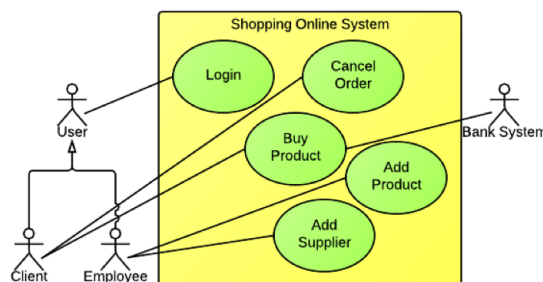 Shopping Online System
Login
Cancel
Order
User
Buy
Product
Bank System
Add
Product
Add
Supplier
Client
Employee